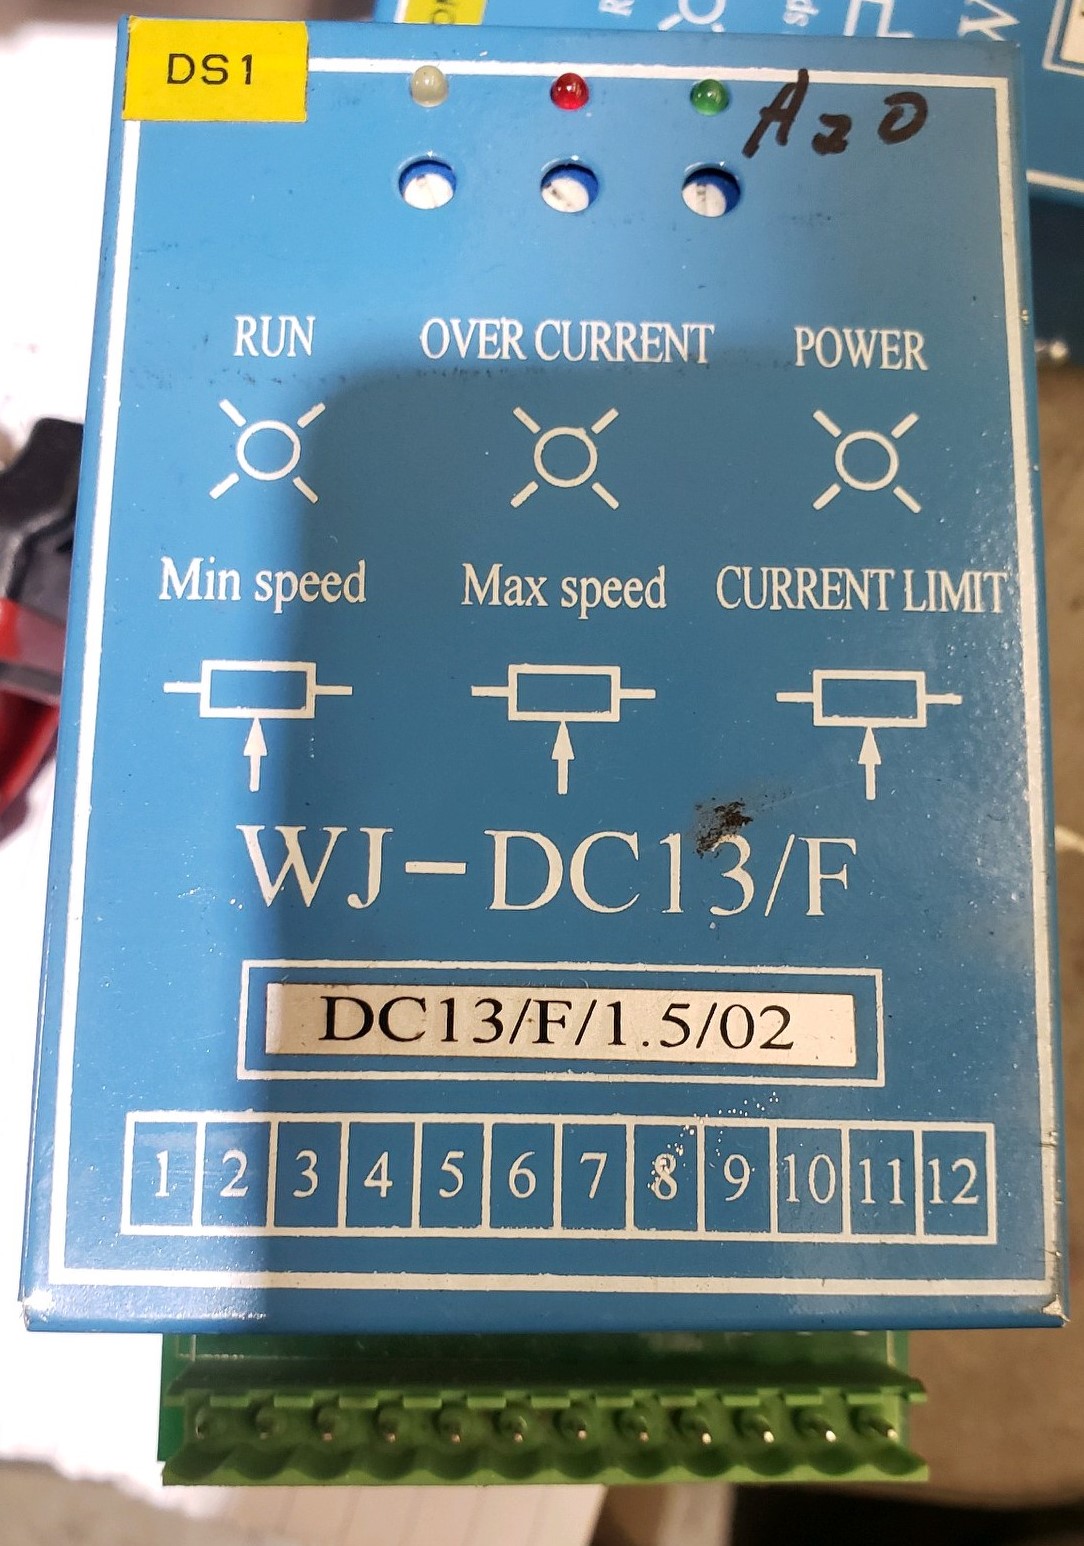 DS1
A20
RUN OVER CURRENT POWER
Min speed Max speed CURRENT LIMIT
WJ-DC13/F
DC13/F/1.5/02
1 2 3 4 5 6 7 8 9 10 11 12